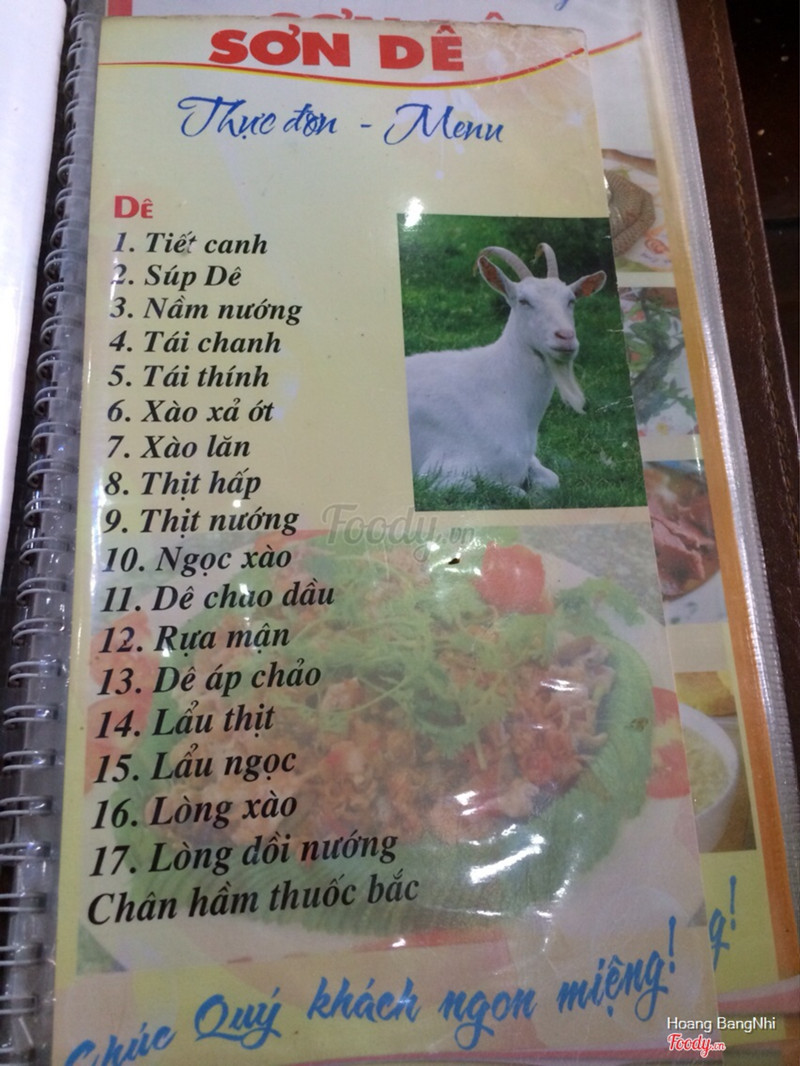 SƠN DÊ
Thực đơn - Menu
DÊ
1. Tiết canh
2. Súp Dê
3. Nầm nướng
4. Tái chanh
5. Tái thính
6. Xào xả ớt
7. Xào lăn
8. Thịt hấp
9. Thịt nướng
10. Ngọc xào
11. Dê chao dầu
12. Rựa mận
13. Dê áp chảo
14. Lẩu thịt
15. Lẩu ngọc
16. Lòng xào
17. Lòng dồi nướng
Chân hầm thuốc bắc
Chúc Quý khách ngon miệng!
g!
Foody.vn
Hoang BangNhi
Foody.vn